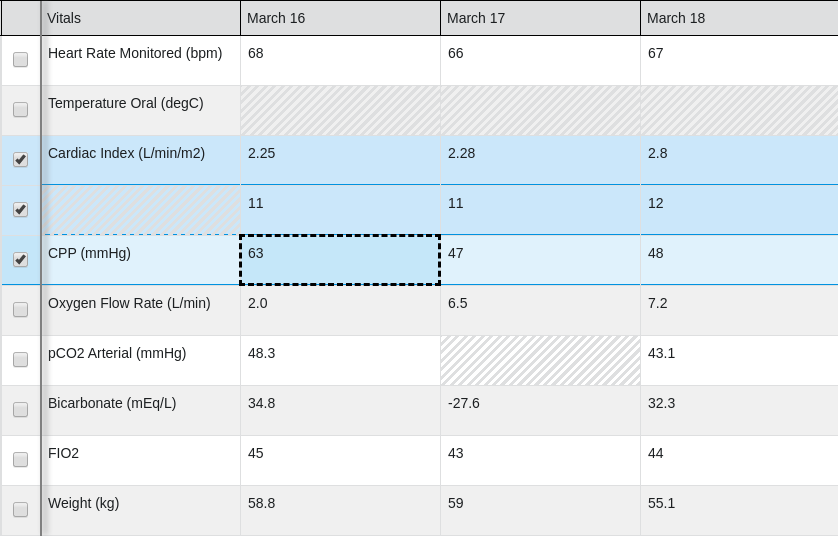 Vitals March 16 March 17 March 18
Heart Rate Monitored (bpm) 68 66 67
Temperature Oral (degC)
Cardiac Index (L/min/m2) 2.25 2.28 2.8
11 11 12
CPP (mmHg) 63 47 48
Oxygen Flow Rate (L/min) 2.0 6.5 7.2
pCO2 Arterial (mmHg) 48.3 43.1
Bicarbonate (mEq/L) 34.8 -27.6 32.3
FIO2 45 43 44
Weight (kg) 58.8 59 55.1